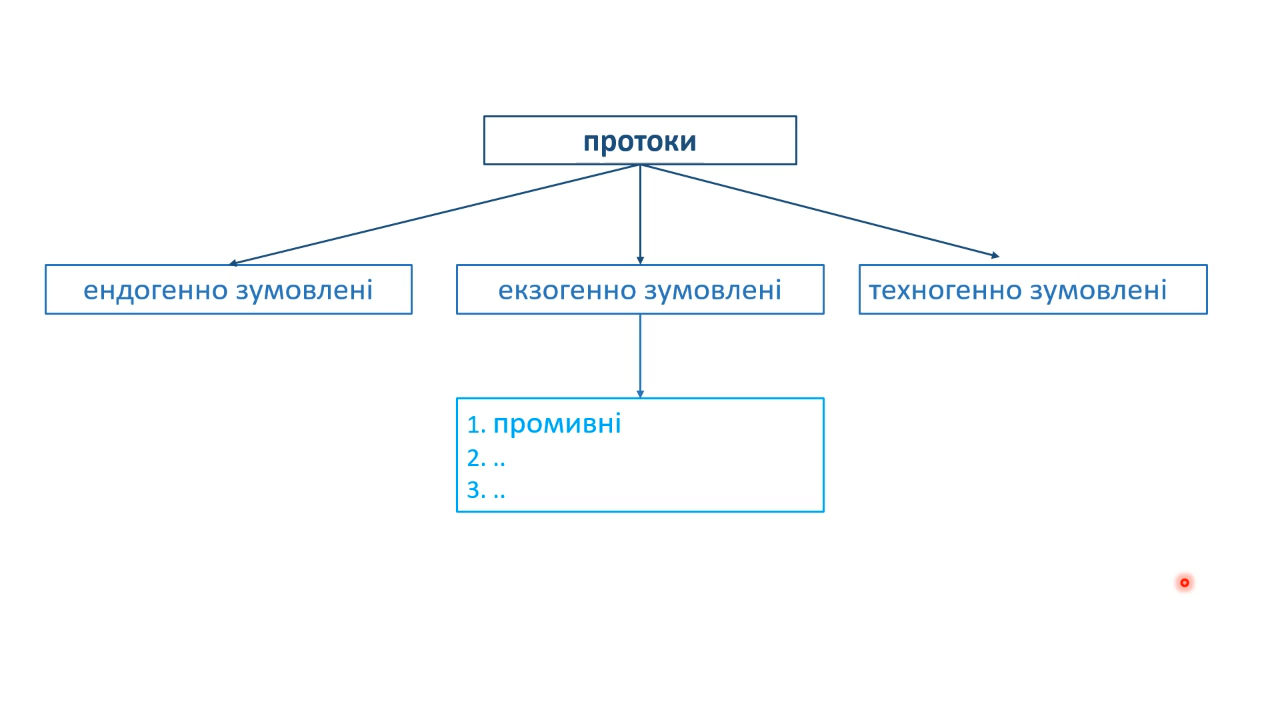 протоки
ендогенно зумовлені
екзогенно зумовлені
техногенно зумовлені
1. промивні
2. ..
3. ..